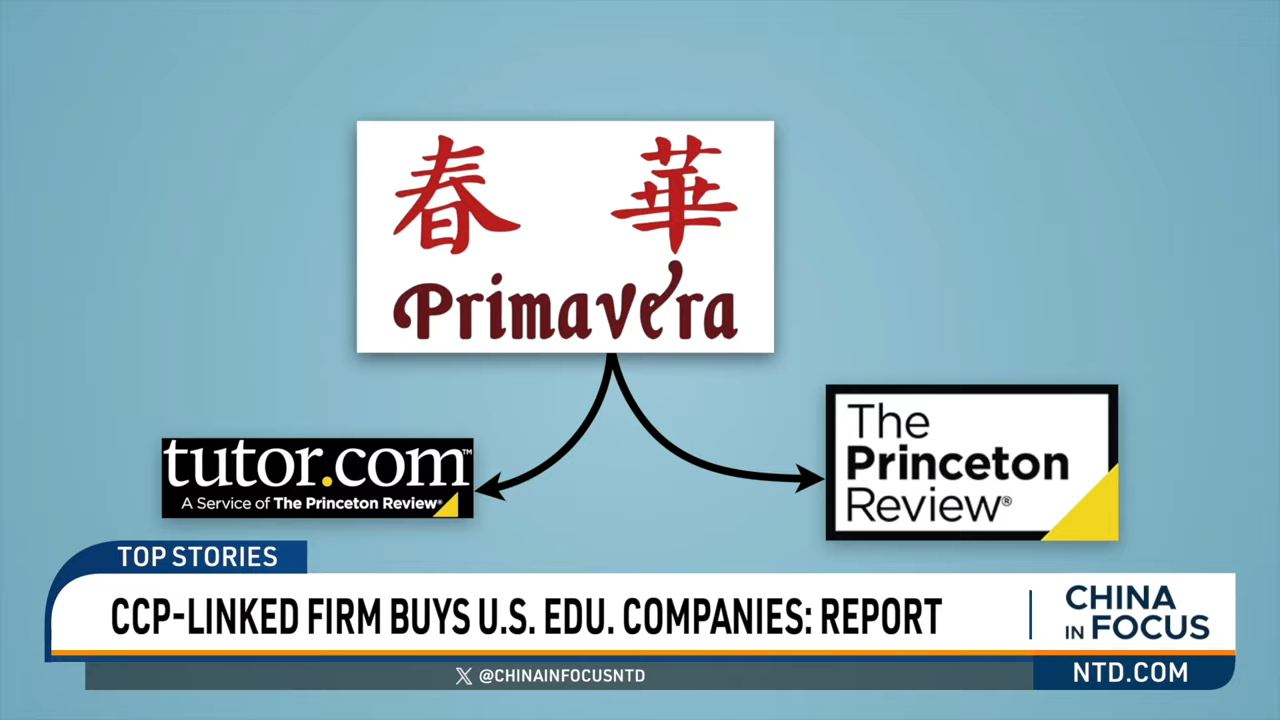 春 華
Primavera
tutor.com™
A Service of The Princeton Review®
The
Princeton
Review®
TOP STORIES
CCP-LINKED FIRM BUYS U.S. EDU. COMPANIES: REPORT
CHINA
IN FOCUS
NTD.COM
𝕏 @CHINAINFOCUSNTD